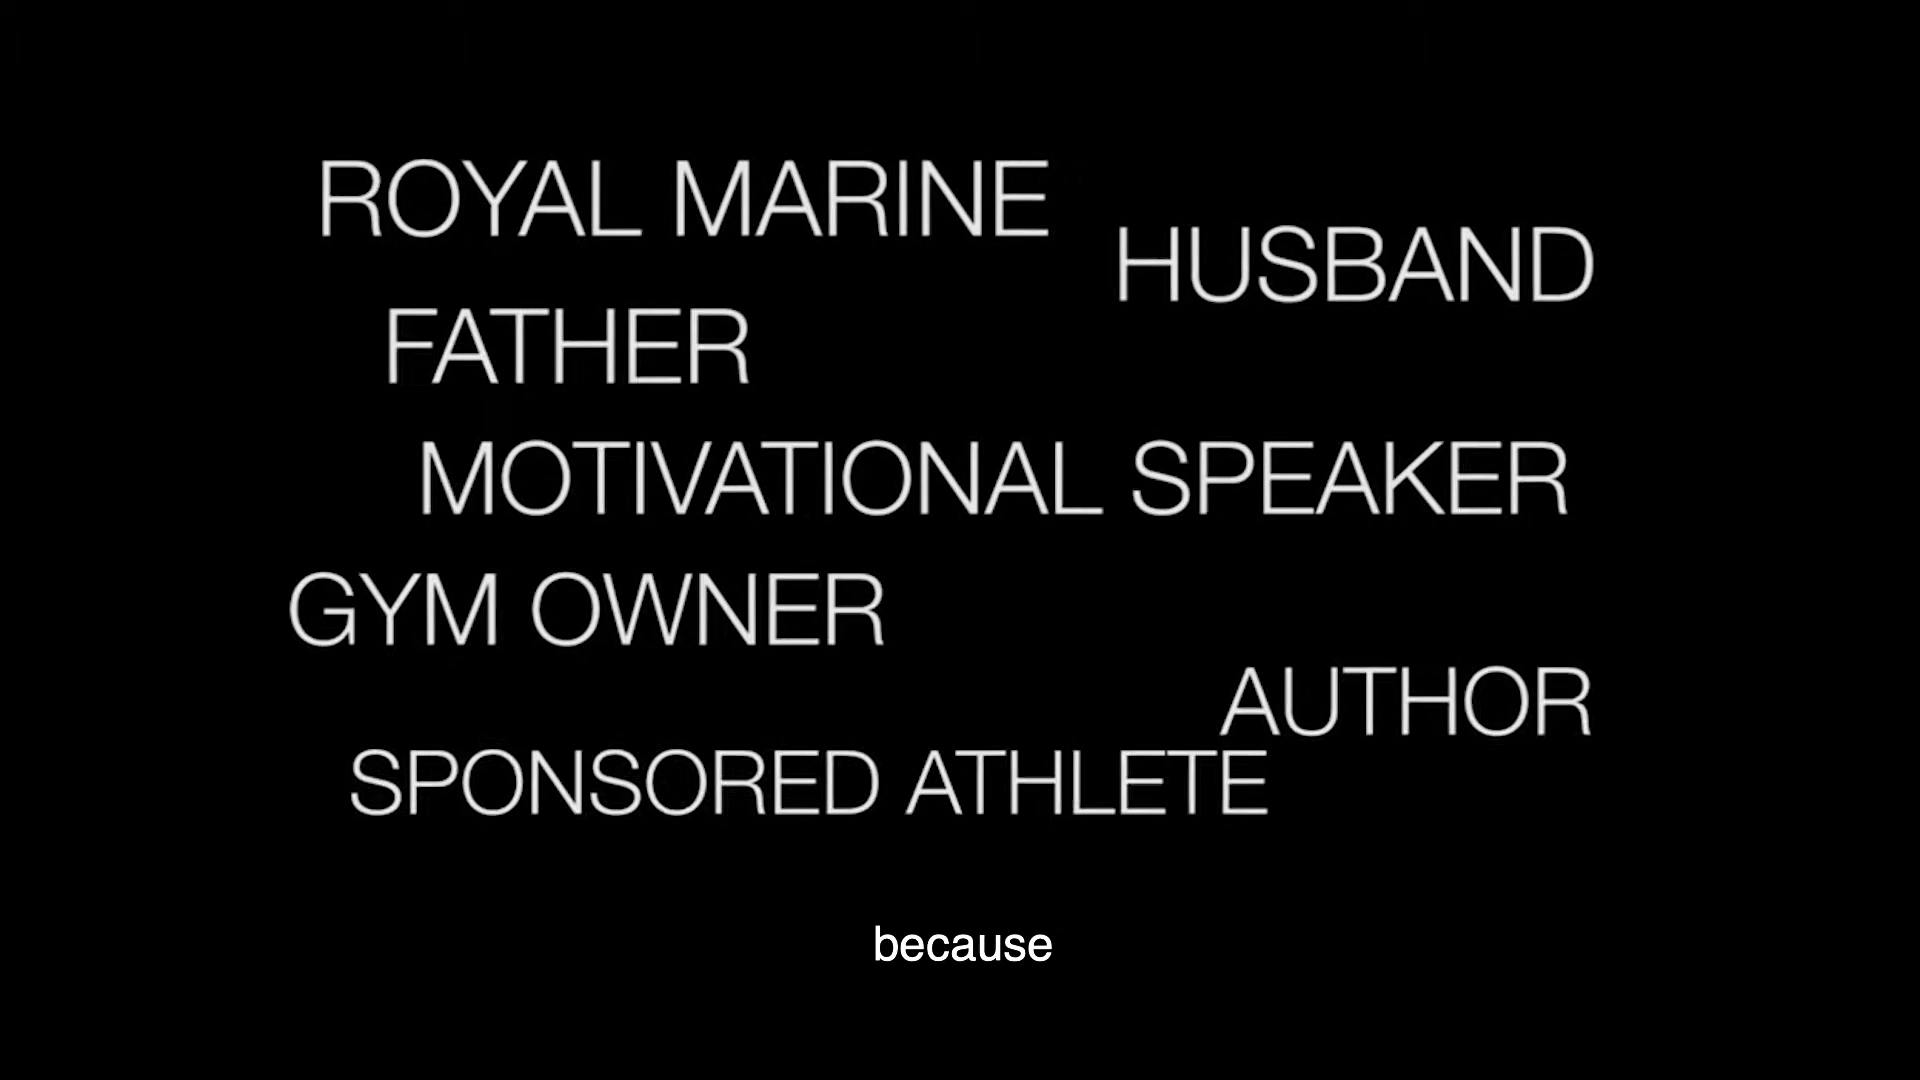 ROYAL MARINE
HUSBAND
FATHER
MOTIVATIONAL SPEAKER
GYM OWNER
AUTHOR
SPONSORED ATHLETE
because